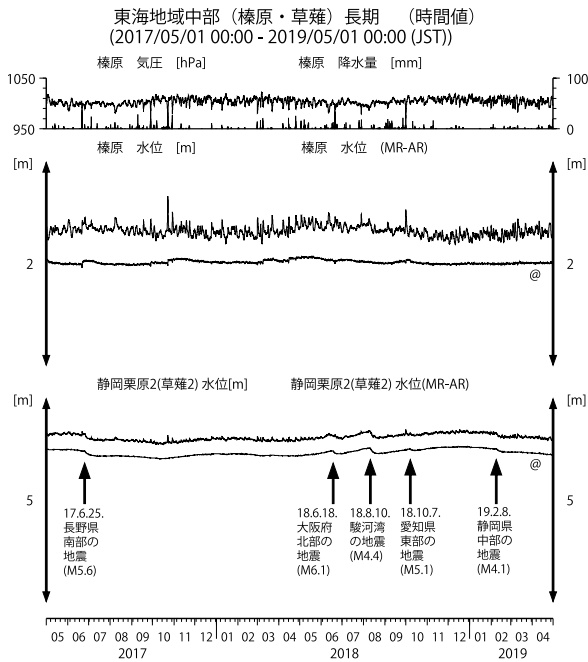 東海地域中部（榛原・草薙）長期　（時間値）
(2017/05/01 00:00 - 2019/05/01 00:00 (JST))
榛原　気圧　[hPa]　榛原　降水量　[mm]
1050　100
950　0
榛原　水位　[m]　榛原　水位　(MR-AR)
[m]　[m]
2　2
@
静岡栗原2(草薙2) 水位[m]　静岡栗原2(草薙2) 水位(MR-AR)
[m]　[m]
@
5　5
17.6.25.
長野県
南部の
地震
(M5.6)
18.6.18.
大阪府
北部の
地震
(M6.1)
18.8.10.
駿河湾
の地震
(M4.4)
18.10.7.
愛知県
東部の
地震
(M5.1)
19.2.8.
静岡県
中部の
地震
(M4.1)
05 06 07 08 09 10 11 12 01 02 03 04 05 06 07 08 09 10 11 12 01 02 03 04
2017　2018　2019